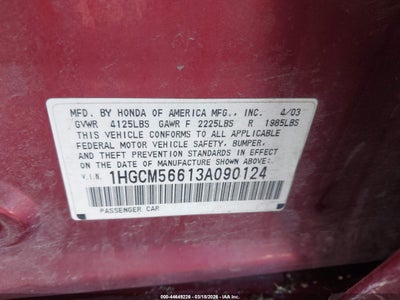 MFD. BY HONDA OF AMERICA MFG., INC. 4/03
GVWR 4125LBS GAWR F 2225LBS R 1985LBS
THIS VEHICLE CONFORMS TO ALL APPLICABLE
FEDERAL MOTOR VEHICLE SAFETY, BUMPER,
AND THEFT PREVENTION STANDARDS IN EFFECT
ON THE DATE OF MANUFACTURE SHOWN ABOVE.
V.I.N. 1HGCM56613A090124
PASSENGER CAR
000-44649226 - 03/18/2026 - IAA